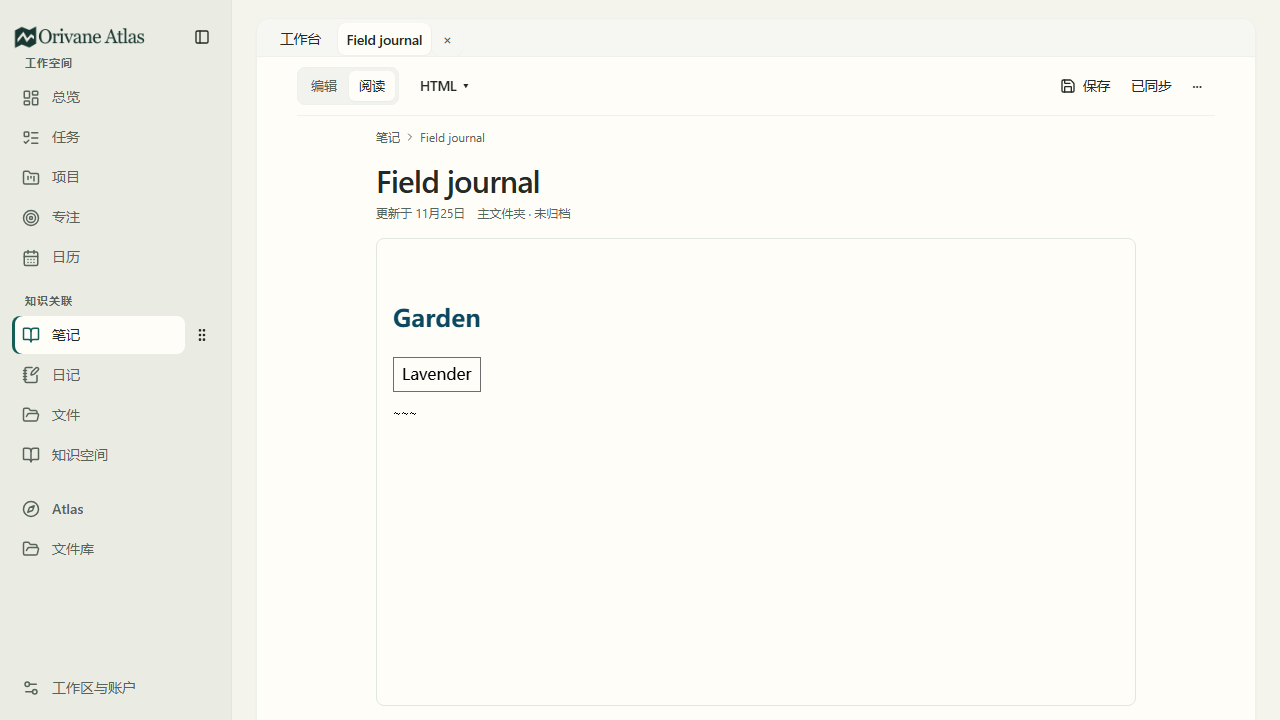 Orivane Atlas
工作空间
总览
任务
项目
专注
日历
知识关联
笔记
日记
文件
知识空间
Atlas
文件库
工作区与账户
工作台
Field journal ×
编辑 阅读 HTML ▾
保存 已同步 ···
笔记 > Field journal
Field journal
更新于 11月25日 主文件夹 · 未归档
Garden
Lavender
~~~